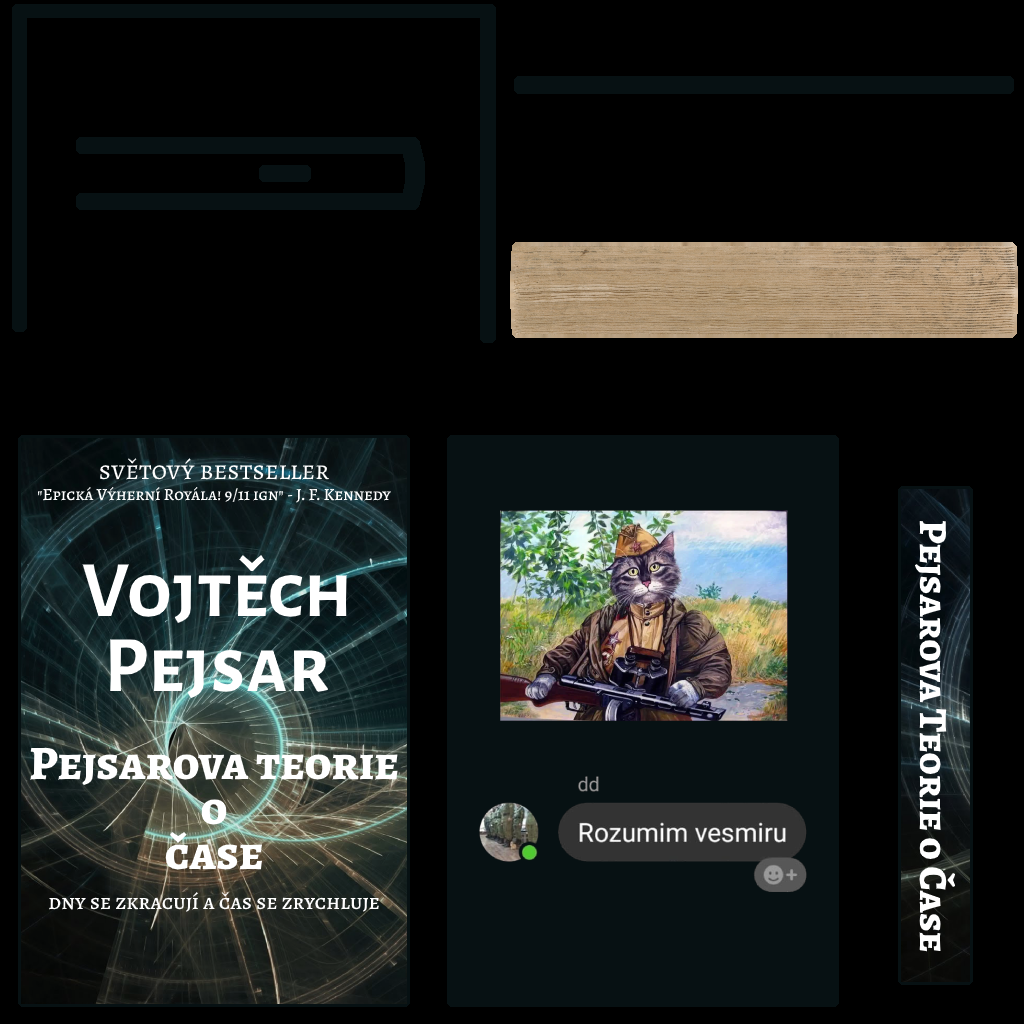 SVĚTOVÝ BESTSELLER
"Epická Výherní Royála! 9/11 ign" - J. F. Kennedy
Vojtěch
Pejsar
Pejsarova teorie
o
čase
dny se zkracují a čas se zrychluje
dd
Rozumim vesmiru
Pejsarova Teorie o Čase